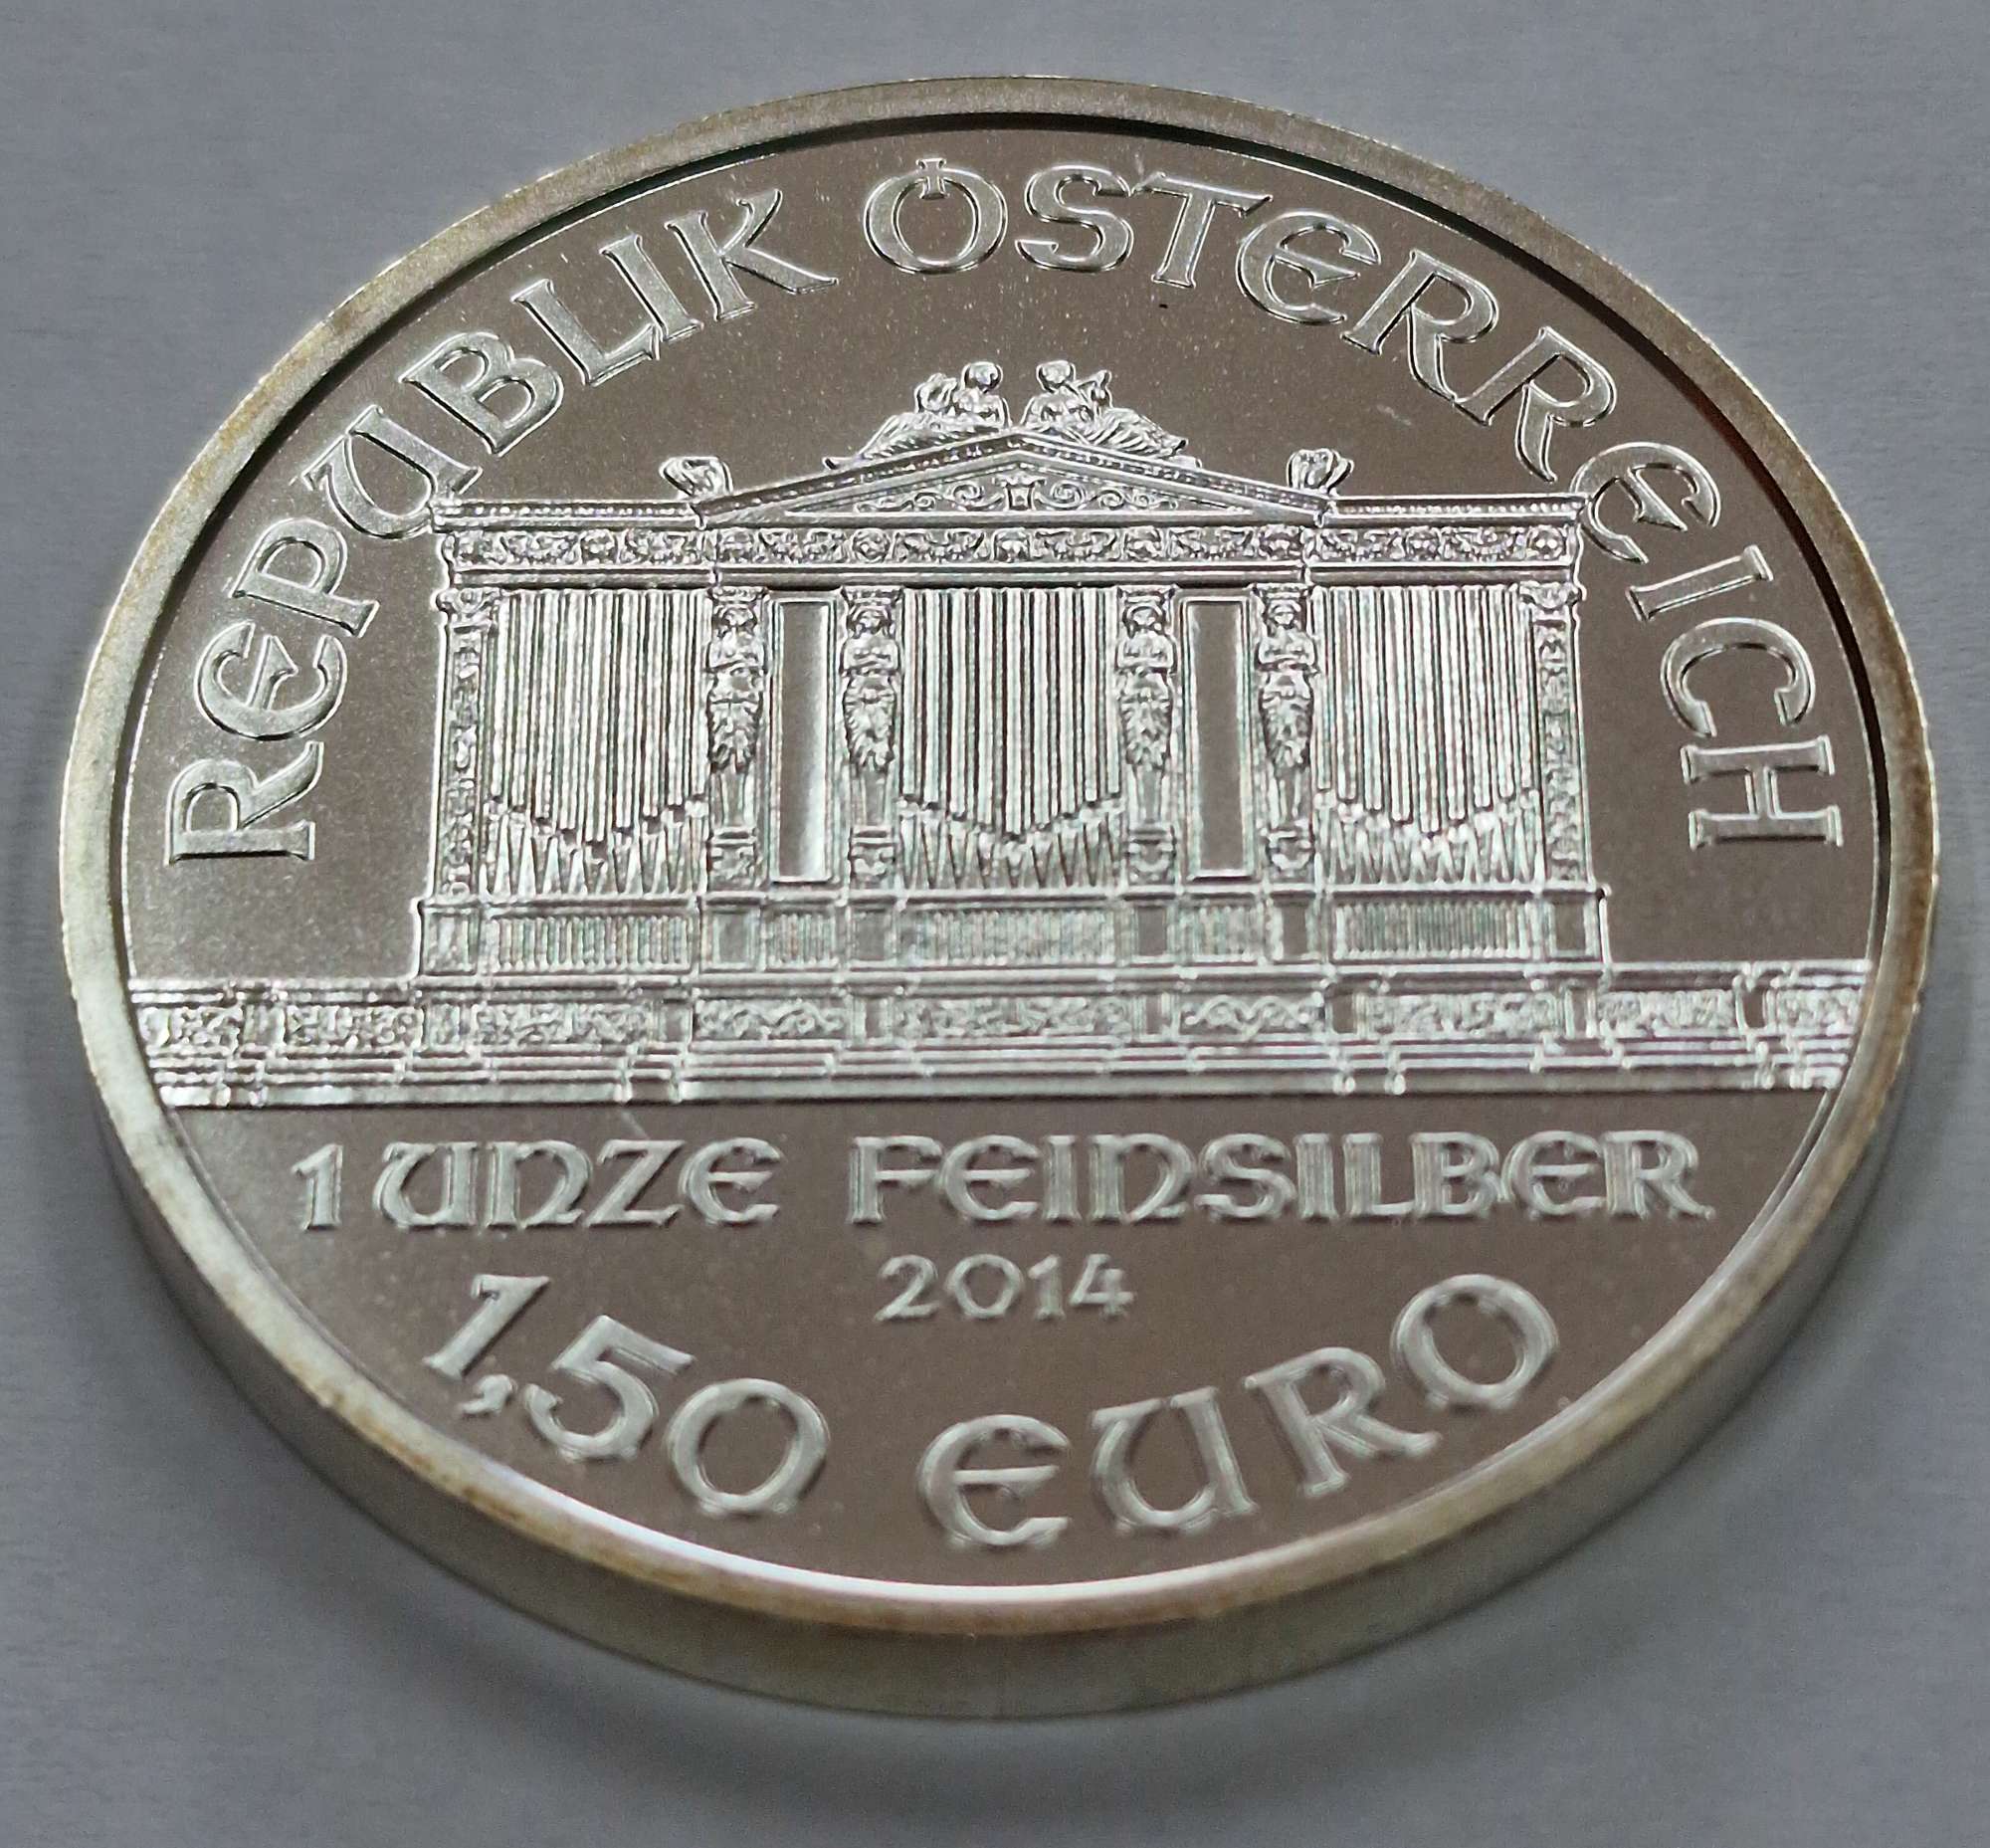 REPUBLIK ÖSTERREICH
1 UNZE FEINSILBER
2014
1,50 EURO